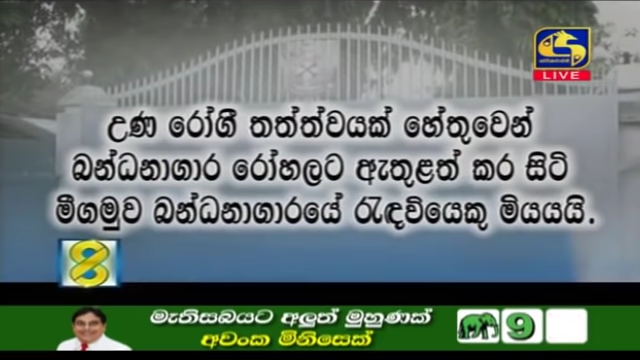 LIVE
උණ රෝගී තත්ත්වයක් හේතුවෙන්
බන්ධනාගාර රෝහලට ඇතුළත් කර සිටි
මීගමුව බන්ධනාගාරයේ රැඳවියෙකු මියයයි.
8
මැතිසබයට අලුත් මුහුණක්
අවංක මිනිසෙක්
9